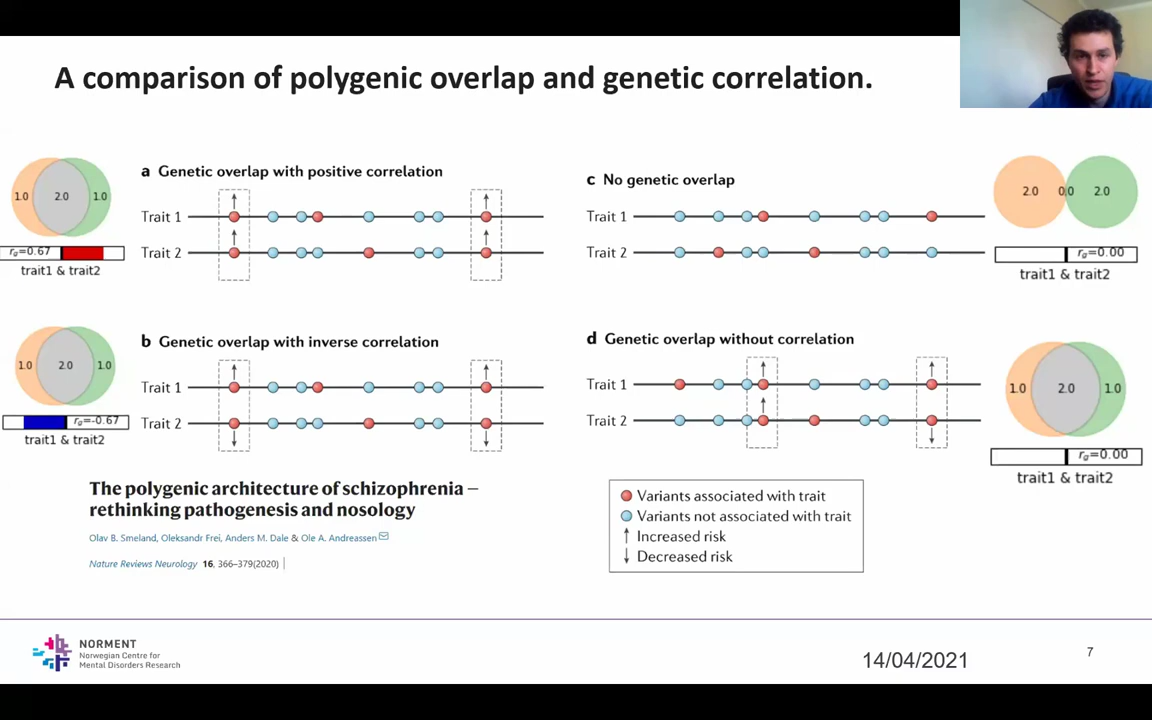 A comparison of polygenic overlap and genetic correlation.
1.0 2.0 1.0
rg=0.67
trait1 & trait2
a Genetic overlap with positive correlation
Trait 1
Trait 2
c No genetic overlap
Trait 1
Trait 2
2.0 0.0 2.0
rg=0.00
trait1 & trait2
1.0 2.0 1.0
rg=-0.67
trait1 & trait2
b Genetic overlap with inverse correlation
Trait 1
Trait 2
d Genetic overlap without correlation
Trait 1
Trait 2
1.0 2.0 1.0
rg=0.00
trait1 & trait2
The polygenic architecture of schizophrenia —
rethinking pathogenesis and nosology
Olav B. Smeland, Oleksandr Frei, Anders M. Dale & Ole A. Andreassen
Nature Reviews Neurology 16, 366–379(2020)
Variants associated with trait
Variants not associated with trait
↑ Increased risk
↓ Decreased risk
NORMENT
Norwegian Centre for
Mental Disorders Research
14/04/2021
7